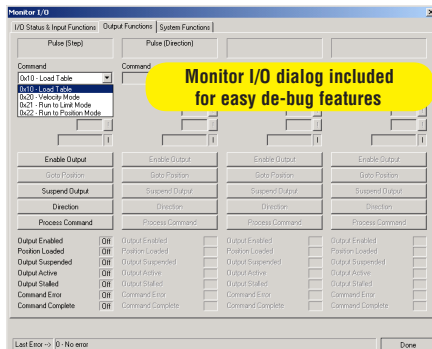 Monitor I/O
I/O Status & Input Functions Output Functions System Functions
Pulse (Step) Pulse (Direction)
Command Command
0x10 - Load Table
0x10 - Load Table
0x20 - Velocity Mode
0x21 - Run to Limit Mode
0x22 - Run to Position Mode
Monitor I/O dialog included
for easy de-bug features
Enable Output Enable Output Enable Output Enable Output
Goto Position Goto Position Goto Position Goto Position
Suspend Output Suspend Output Suspend Output Suspend Output
Direction Direction Direction Direction
Process Command Process Command Process Command Process Command
Output Enabled Off Output Enabled Output Enabled Output Enabled
Position Loaded Off Position Loaded Position Loaded Position Loaded
Output Suspended Off Output Suspended Output Suspended Output Suspended
Output Active Off Output Active Output Active Output Active
Output Stalled Off Output Stalled Output Stalled Output Stalled
Command Error Off Command Error Command Error Command Error
Command Complete Off Command Complete Command Complete Command Complete
Last Error --> 0 - No error Done